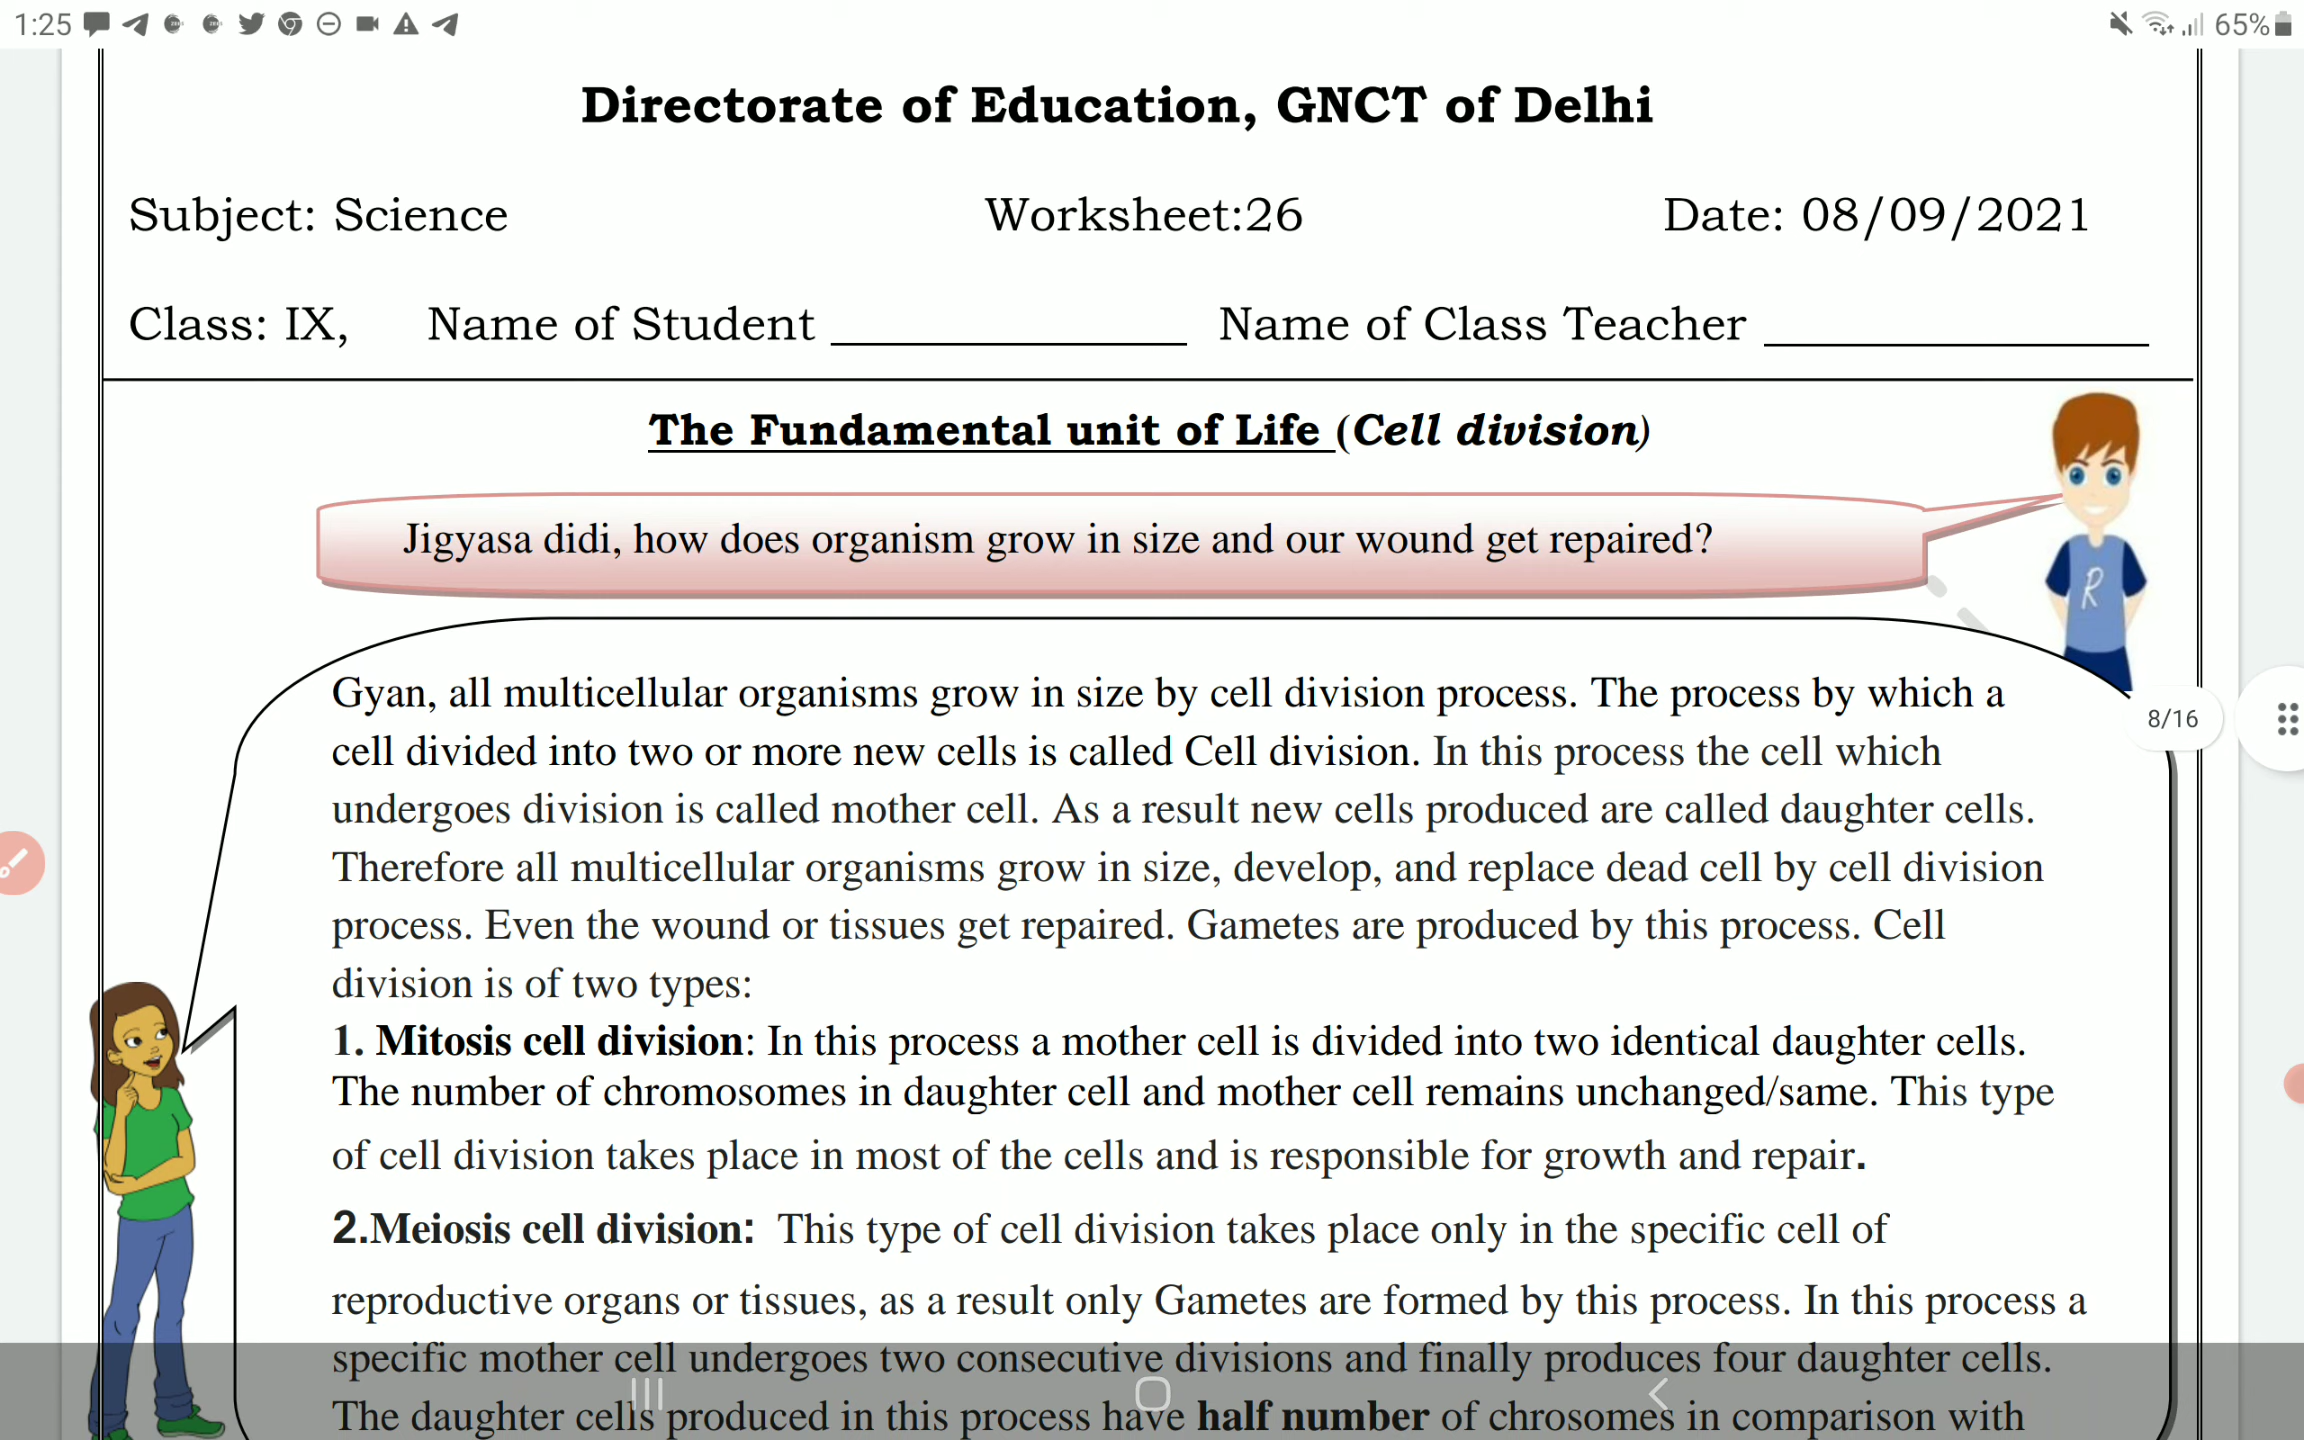 1:25
65%
Directorate of Education, GNCT of Delhi
Subject: Science Worksheet:26 Date: 08/09/2021
Class: IX, Name of Student ____________ Name of Class Teacher ____________
The Fundamental unit of Life (Cell division)
Jigyasa didi, how does organism grow in size and our wound get repaired?
R
Gyan, all multicellular organisms grow in size by cell division process. The process by which a
8/16
cell divided into two or more new cells is called Cell division. In this process the cell which
undergoes division is called mother cell. As a result new cells produced are called daughter cells.
Therefore all multicellular organisms grow in size, develop, and replace dead cell by cell division
process. Even the wound or tissues get repaired. Gametes are produced by this process. Cell
division is of two types:
1. Mitosis cell division: In this process a mother cell is divided into two identical daughter cells.
The number of chromosomes in daughter cell and mother cell remains unchanged/same. This type
of cell division takes place in most of the cells and is responsible for growth and repair.
2.Meiosis cell division: This type of cell division takes place only in the specific cell of
reproductive organs or tissues, as a result only Gametes are formed by this process. In this process a
specific mother cell undergoes two consecutive divisions and finally produces four daughter cells.
The daughter cells produced in this process have half number of chrosomes in comparison with